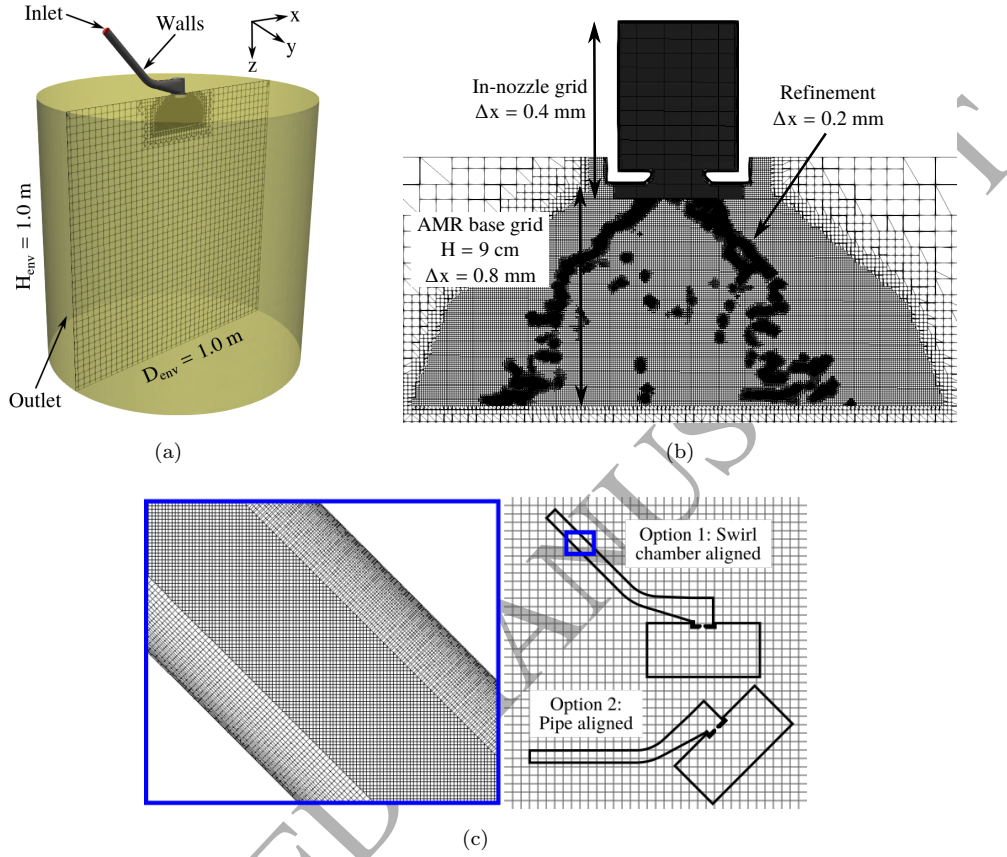 Inlet
Walls
x
y
z
H_env = 1.0 m
D_env = 1.0 m
Outlet
(a)
In-nozzle grid
Δx = 0.4 mm
Refinement
Δx = 0.2 mm
AMR base grid
H = 9 cm
Δx = 0.8 mm
(b)
Option 1: Swirl
chamber aligned
Option 2:
Pipe aligned
(c)